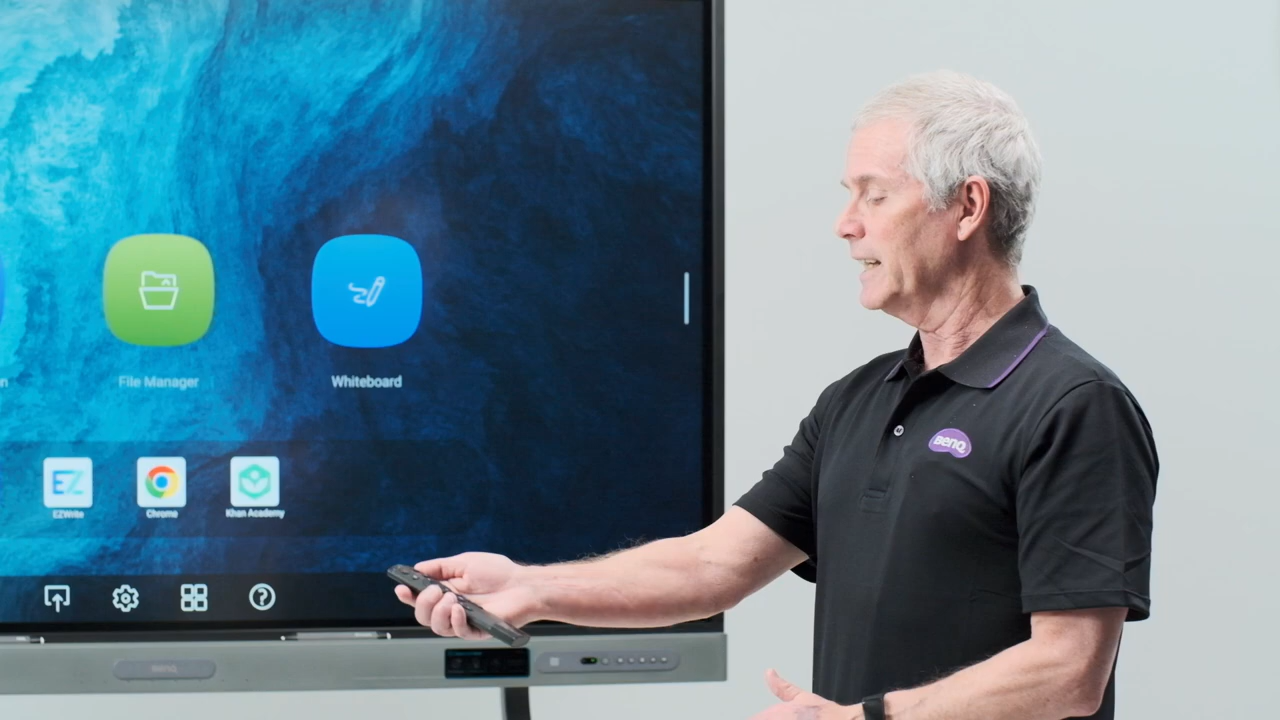 n
File Manager
Whiteboard
BenQ
EZ
EZWrite
Chrome
Khan Academy
?
BenQ